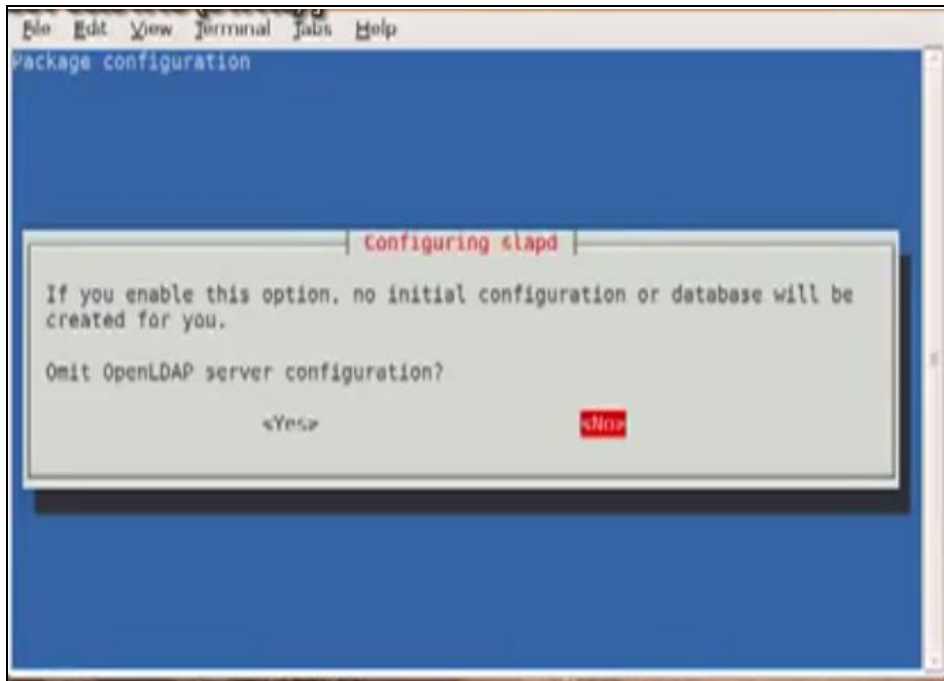 File Edit View Terminal Tabs Help
Package configuration
Configuring slapd
If you enable this option, no initial configuration or database will be
created for you.
Omit OpenLDAP server configuration?
<Yes> <No>